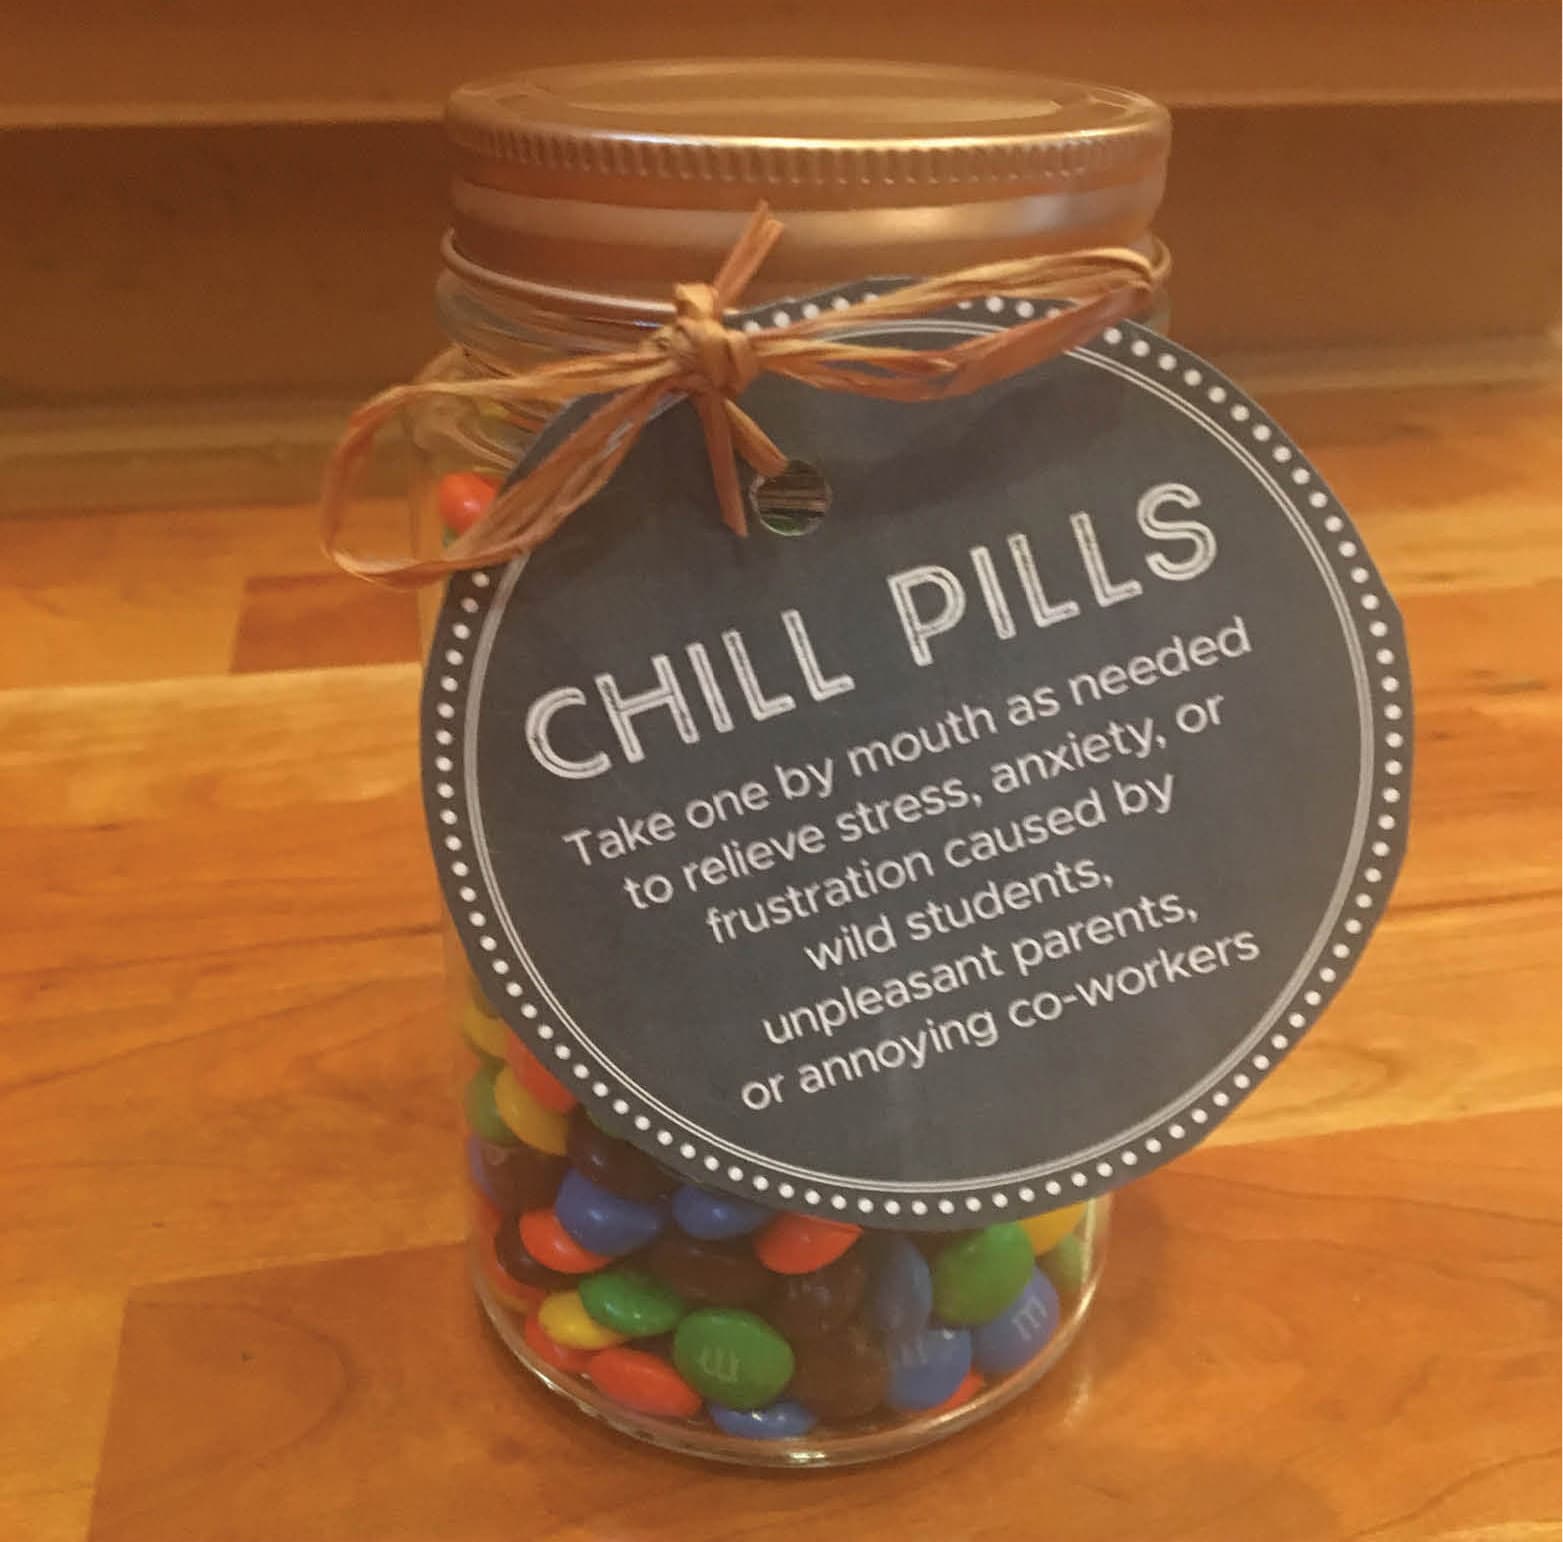 CHILL PILLS
Take one by mouth as needed
to relieve stress, anxiety, or
frustration caused by
wild students,
unpleasant parents,
or annoying co-workers
m
m
m